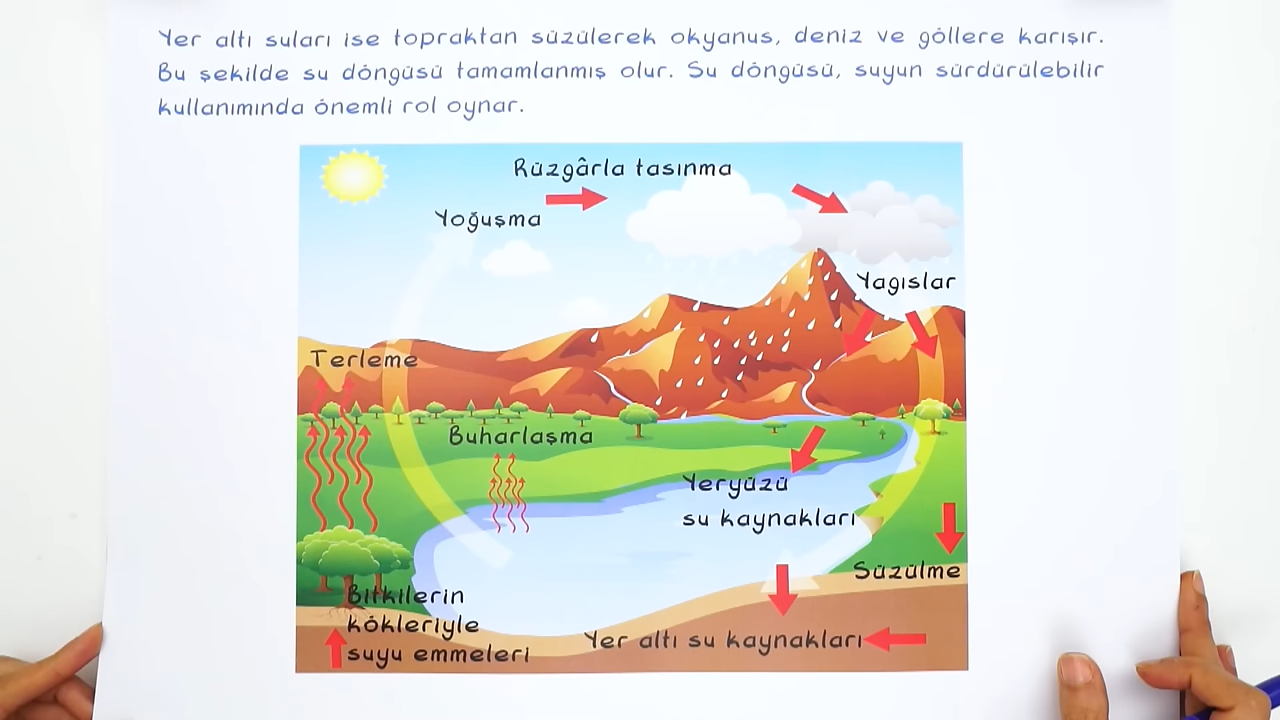 Yer altı suları ise topraktan süzülerek okyanus, deniz ve göllere karışır.
Bu şekilde su döngüsü tamamlanmış olur. Su döngüsü, suyun sürdürülebilir
kullanımında önemli rol oynar.
Rüzgârla tasınma
Yoğuşma
Yagıslar
Terleme
Buharlaşma
Yeryüzü
su kaynakları
Süzülme
Bitkilerin
kökleriyle
suyu emmeleri
Yer altı su kaynakları